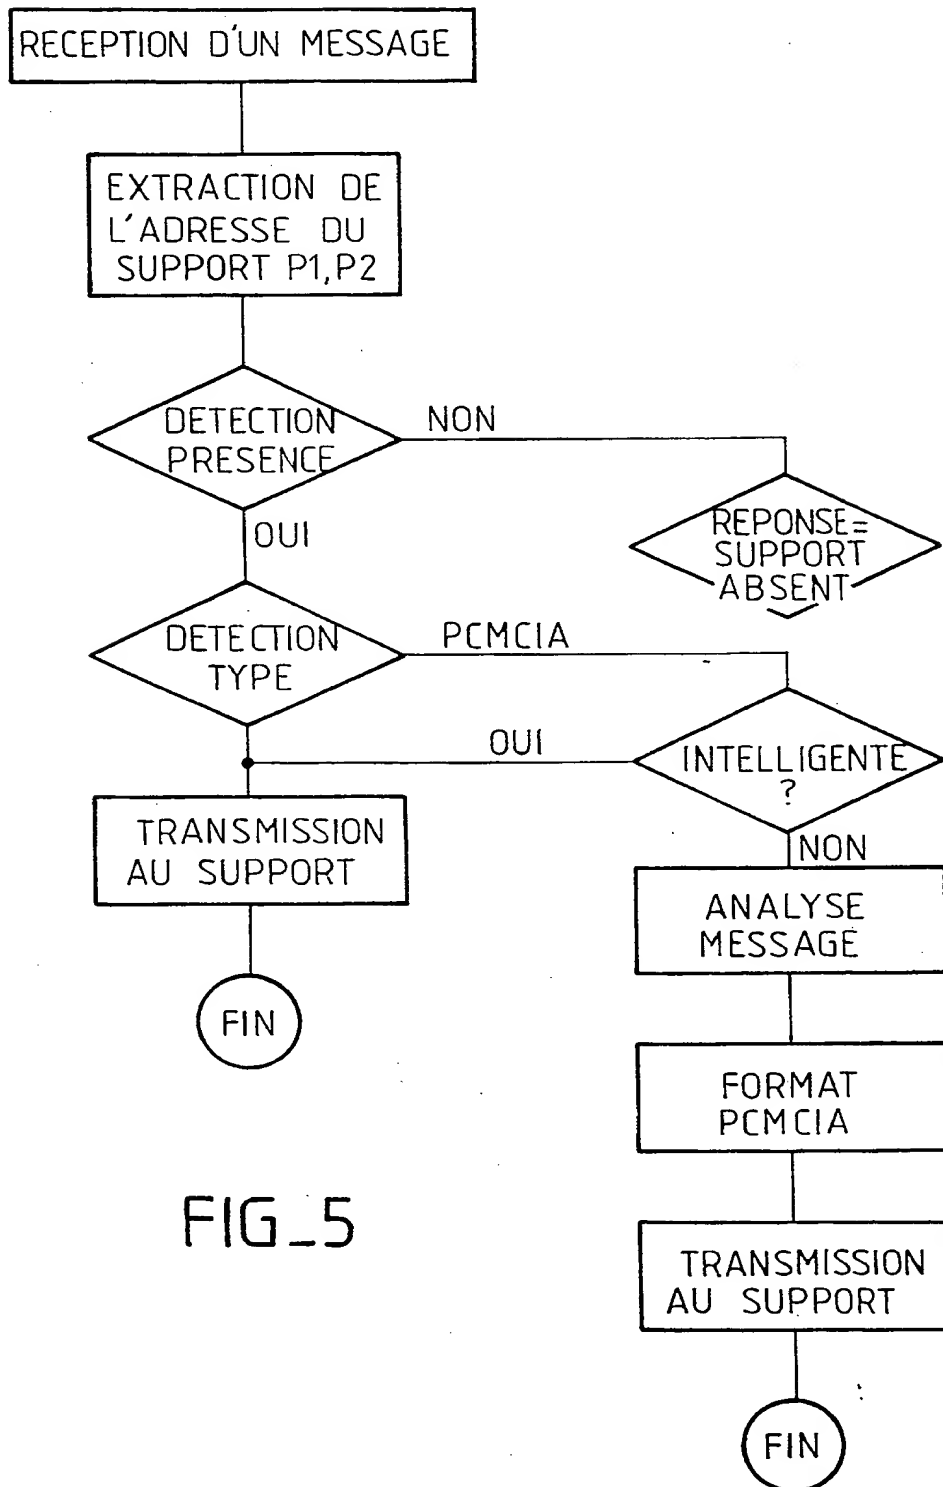 RECEPTION D'UN MESSAGE
EXTRACTION DE
L'ADRESSE DU
SUPPORT P1,P2
DETECTION
PRESENCE
NON
REPONSE=
SUPPORT
ABSENT
OUI
DETECTION
TYPE
PCMCIA
OUI
INTELLIGENTE
?
TRANSMISSION
AU SUPPORT
NON
ANALYSE
MESSAGE
FIN
FORMAT
PCMCIA
FIG_5
TRANSMISSION
AU SUPPORT
FIN